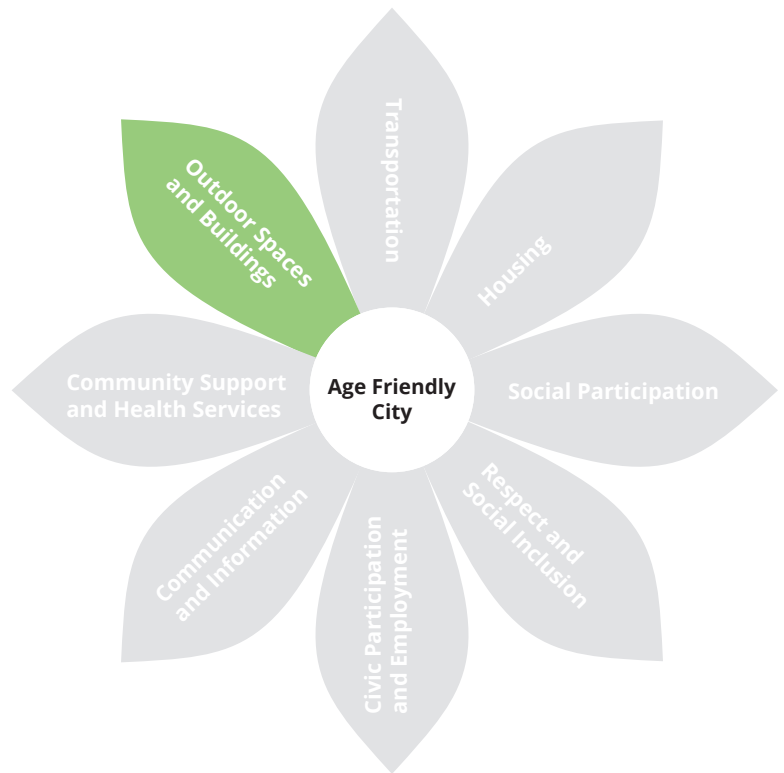 Transportation
Outdoor Spaces
and Buildings
Housing
Community Support
and Health Services
Age Friendly
City
Social Participation
Communication
and Information
Respect and
Social Inclusion
Civic Participation
and Employment